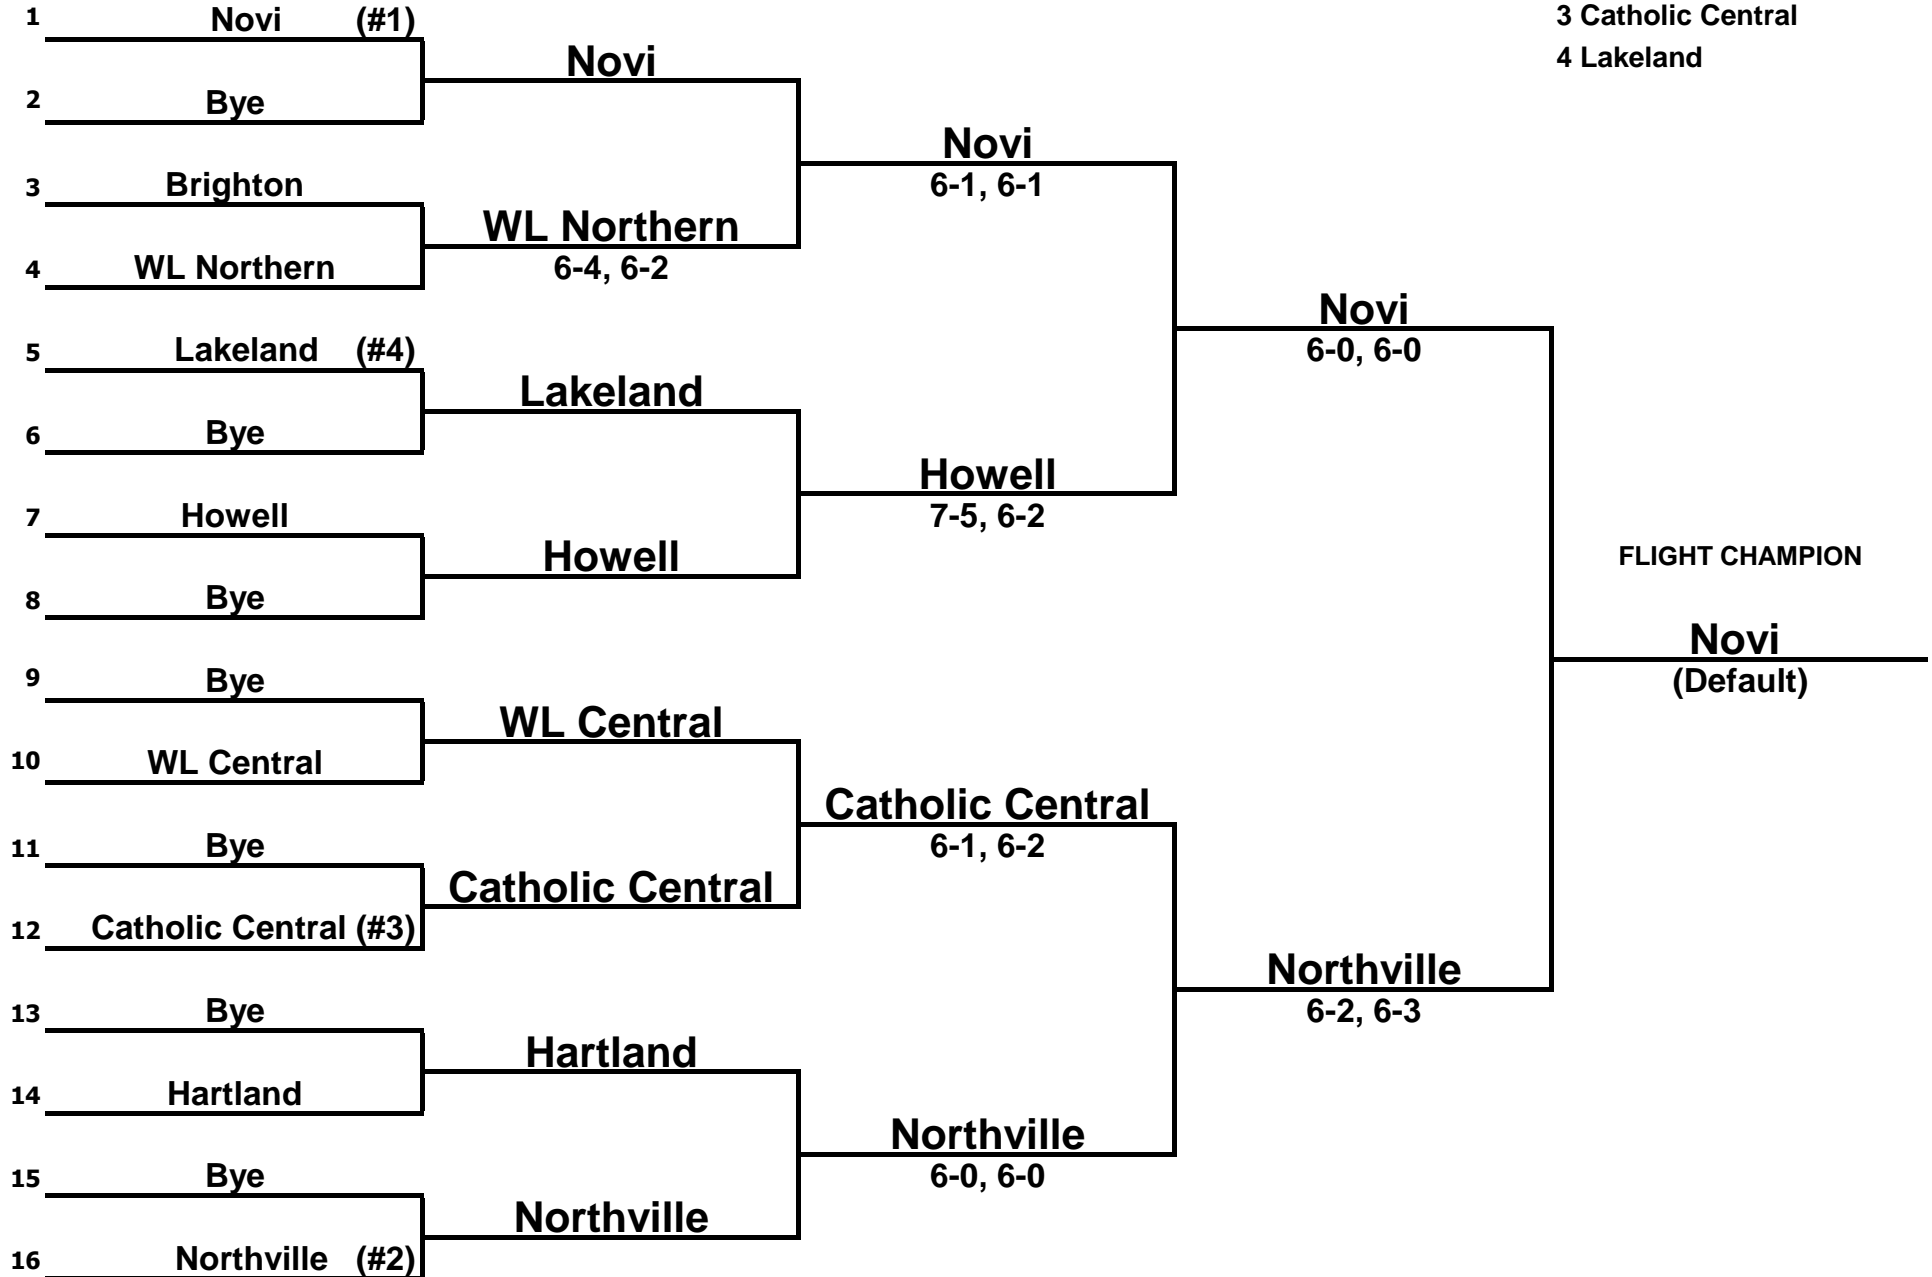 1 Novi (#1)
2 Bye
3 Brighton
4 WL Northern
5 Lakeland (#4)
6 Bye
7 Howell
8 Bye
9 Bye
10 WL Central
11 Bye
12 Catholic Central (#3)
13 Bye
14 Hartland
15 Bye
16 Northville (#2)
Novi
WL Northern
6-4, 6-2
Lakeland
Howell
WL Central
Catholic Central
Hartland
Northville
Novi
6-1, 6-1
Howell
7-5, 6-2
Catholic Central
6-1, 6-2
Northville
6-0, 6-0
Novi
6-0, 6-0
Northville
6-2, 6-3
3 Catholic Central
4 Lakeland
FLIGHT CHAMPION
Novi
(Default)